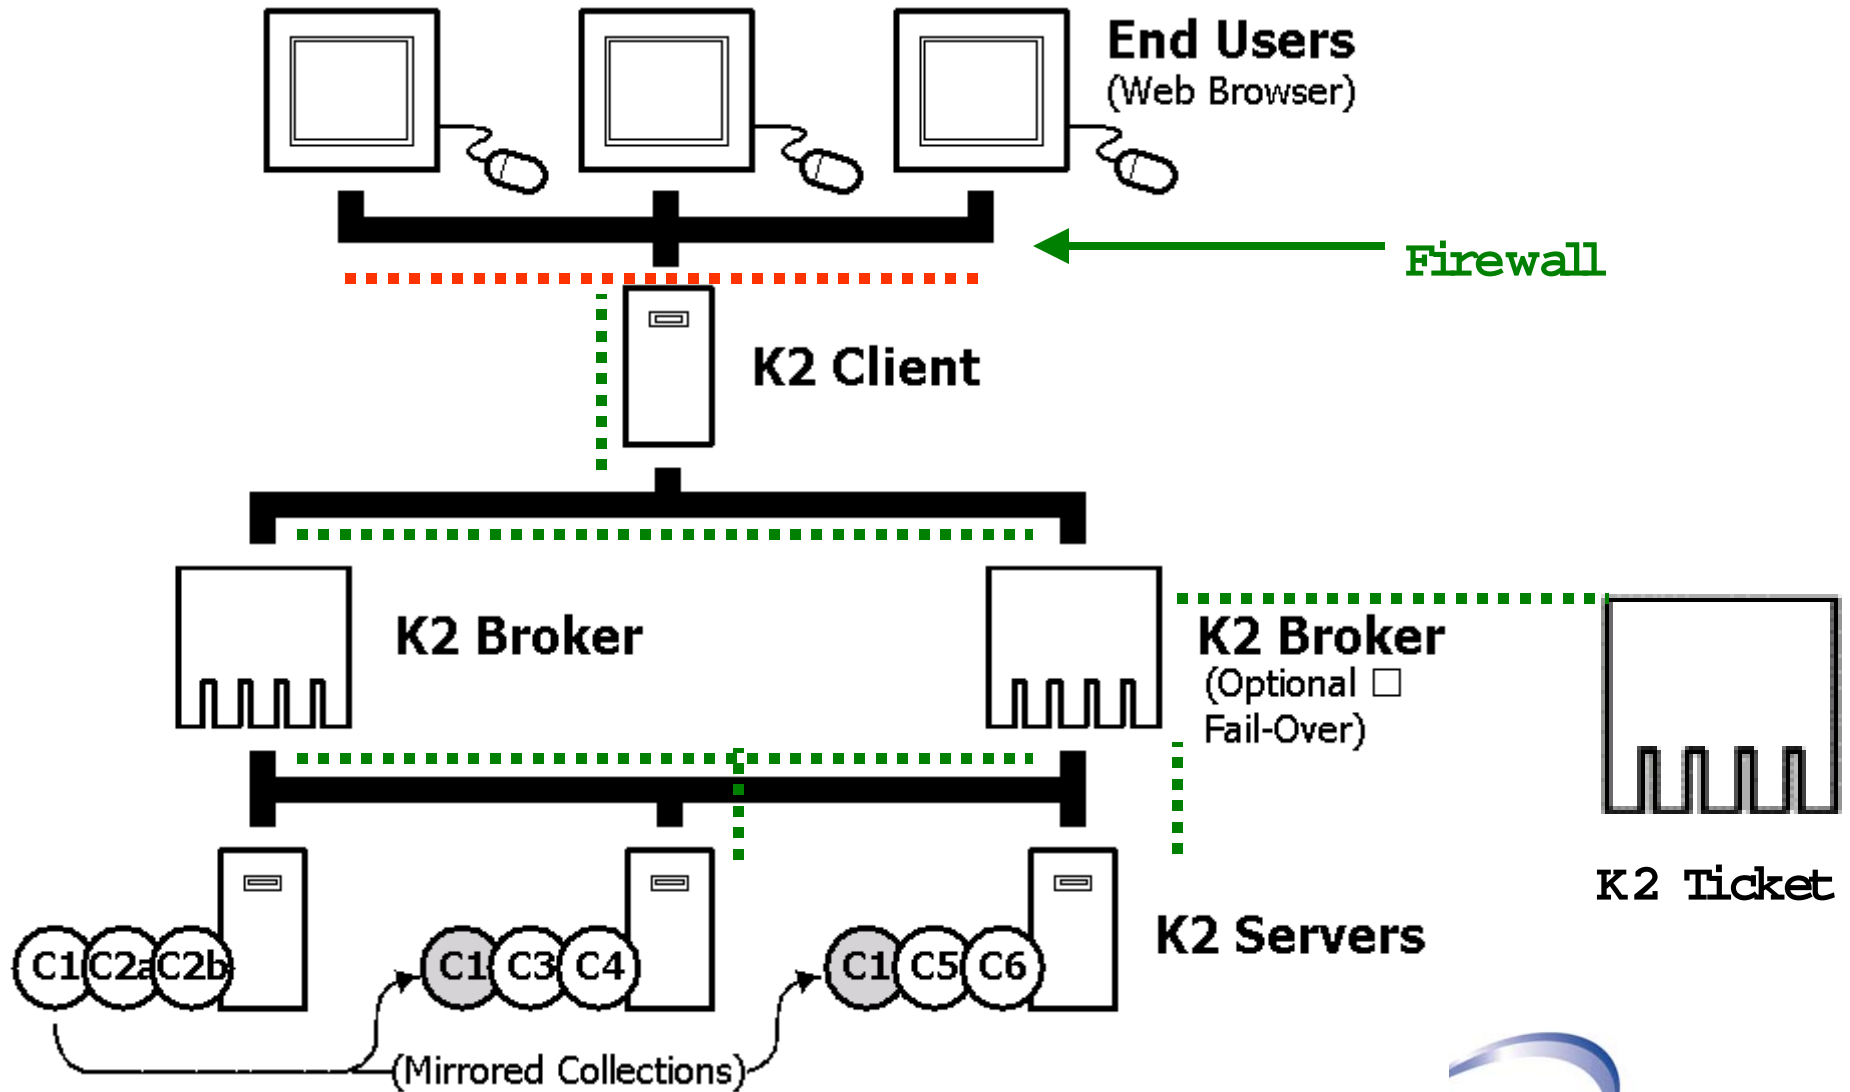 End Users
(Web Browser)
Firewall
K2 Client
K2 Broker
K2 Broker
(Optional □
Fail-Over)
K2 Ticket
K2 Servers
C1 C2a C2b
C1 C3 C4
C1 C5 C6
(Mirrored Collections)